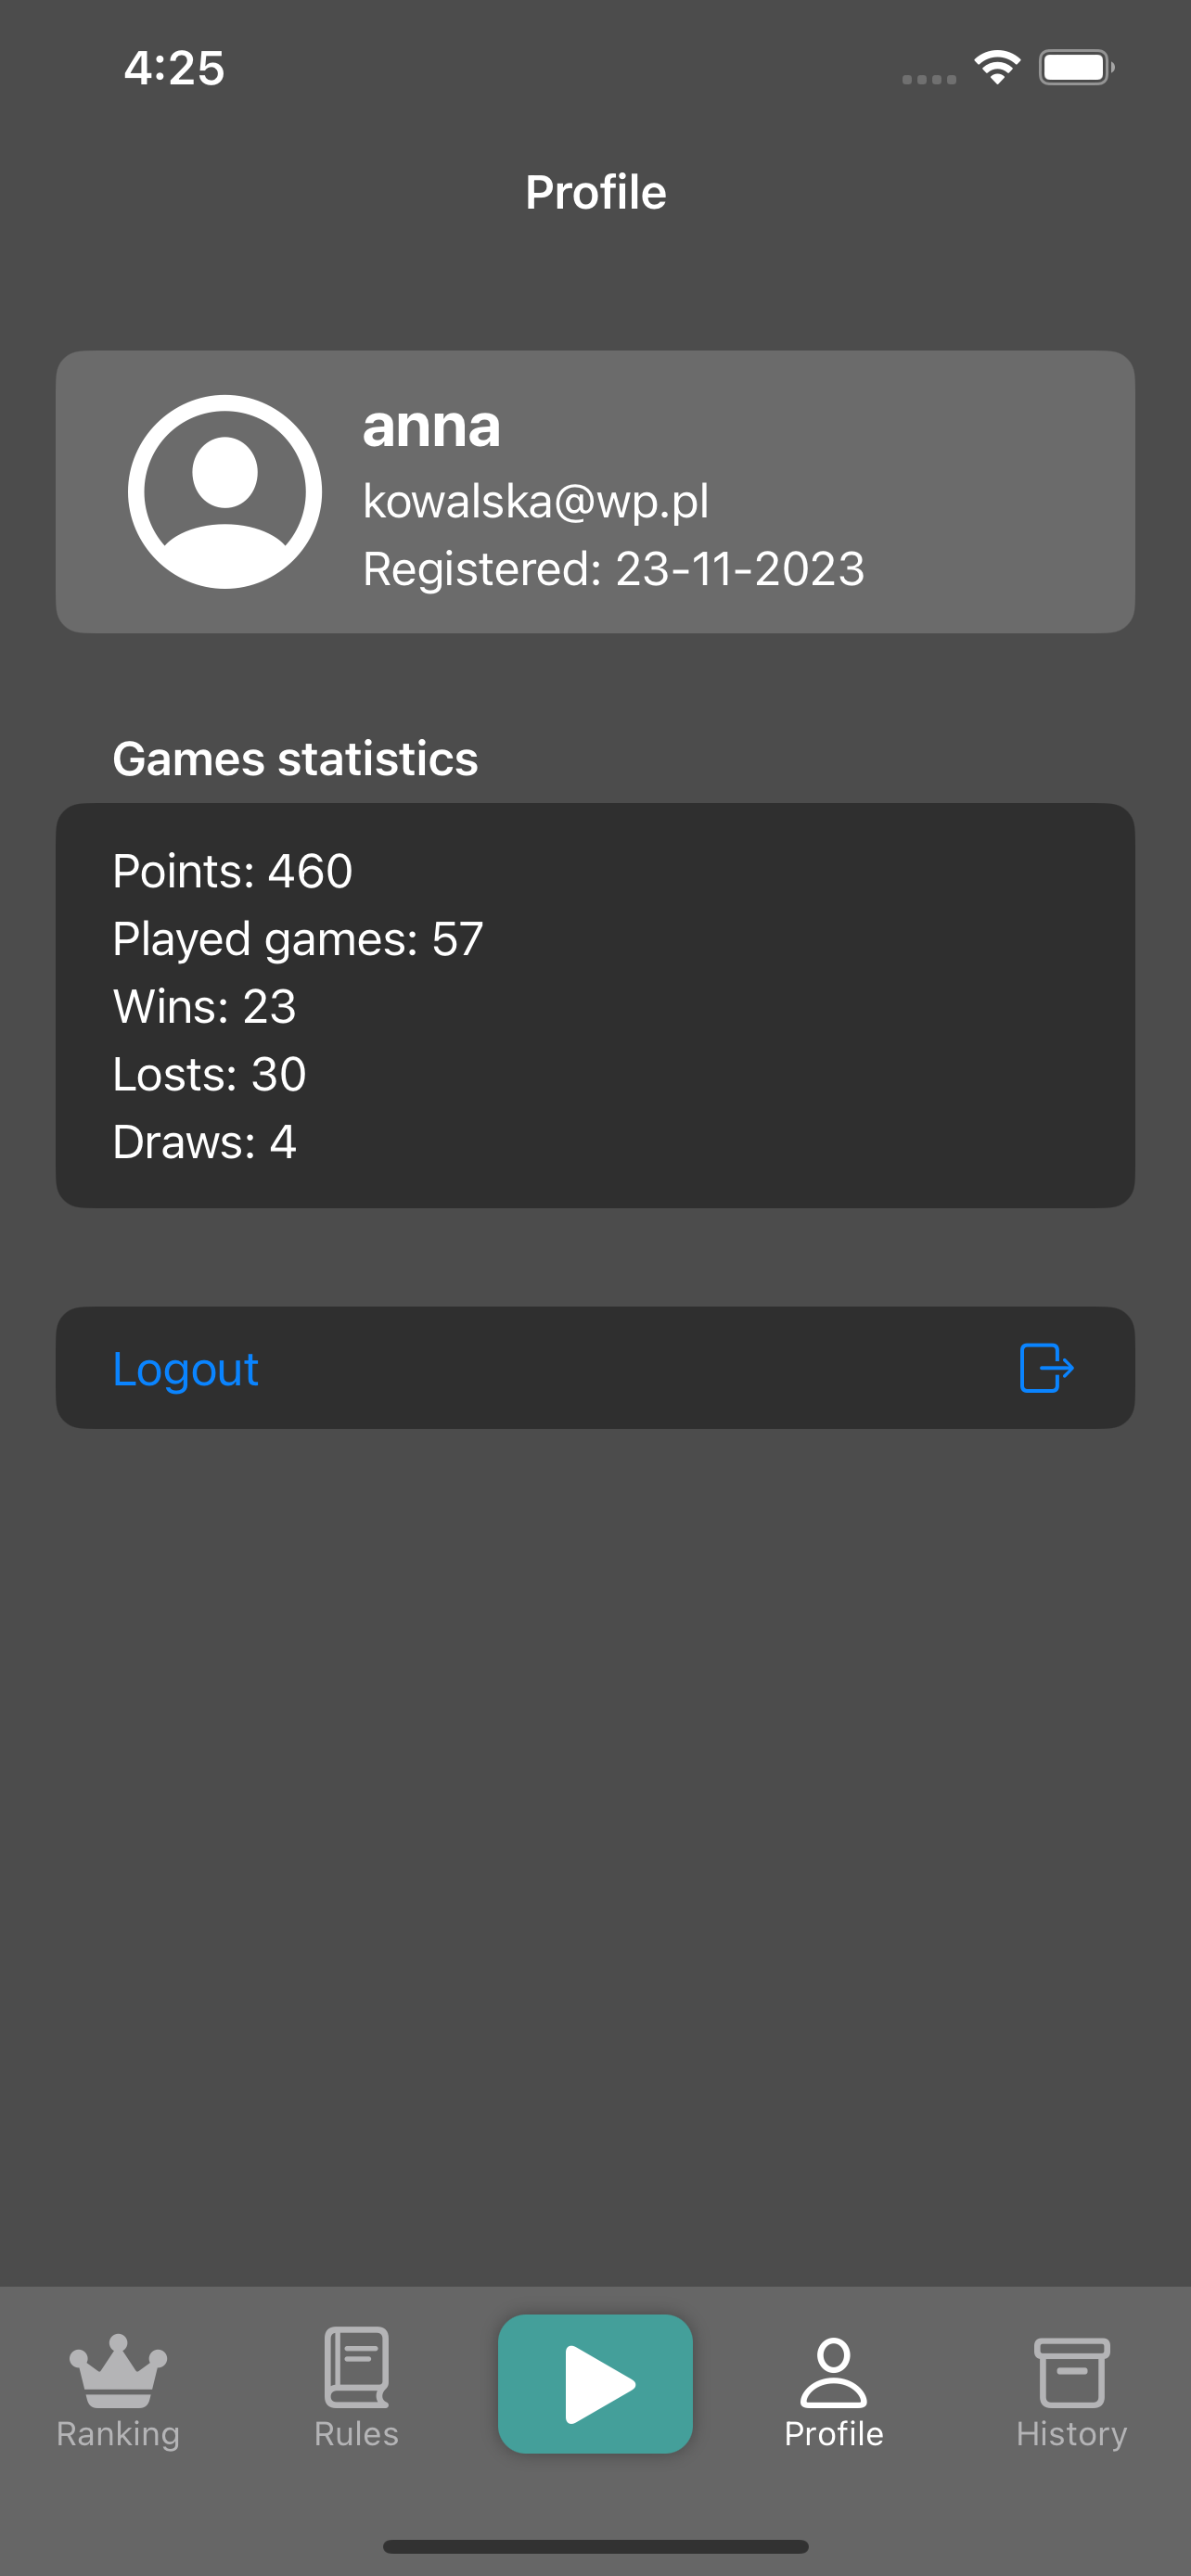 4:25
Profile
anna
kowalska@wp.pl
Registered: 23-11-2023
Games statistics
Points: 460
Played games: 57
Wins: 23
Losts: 30
Draws: 4
Logout
Ranking
Rules
Profile
History